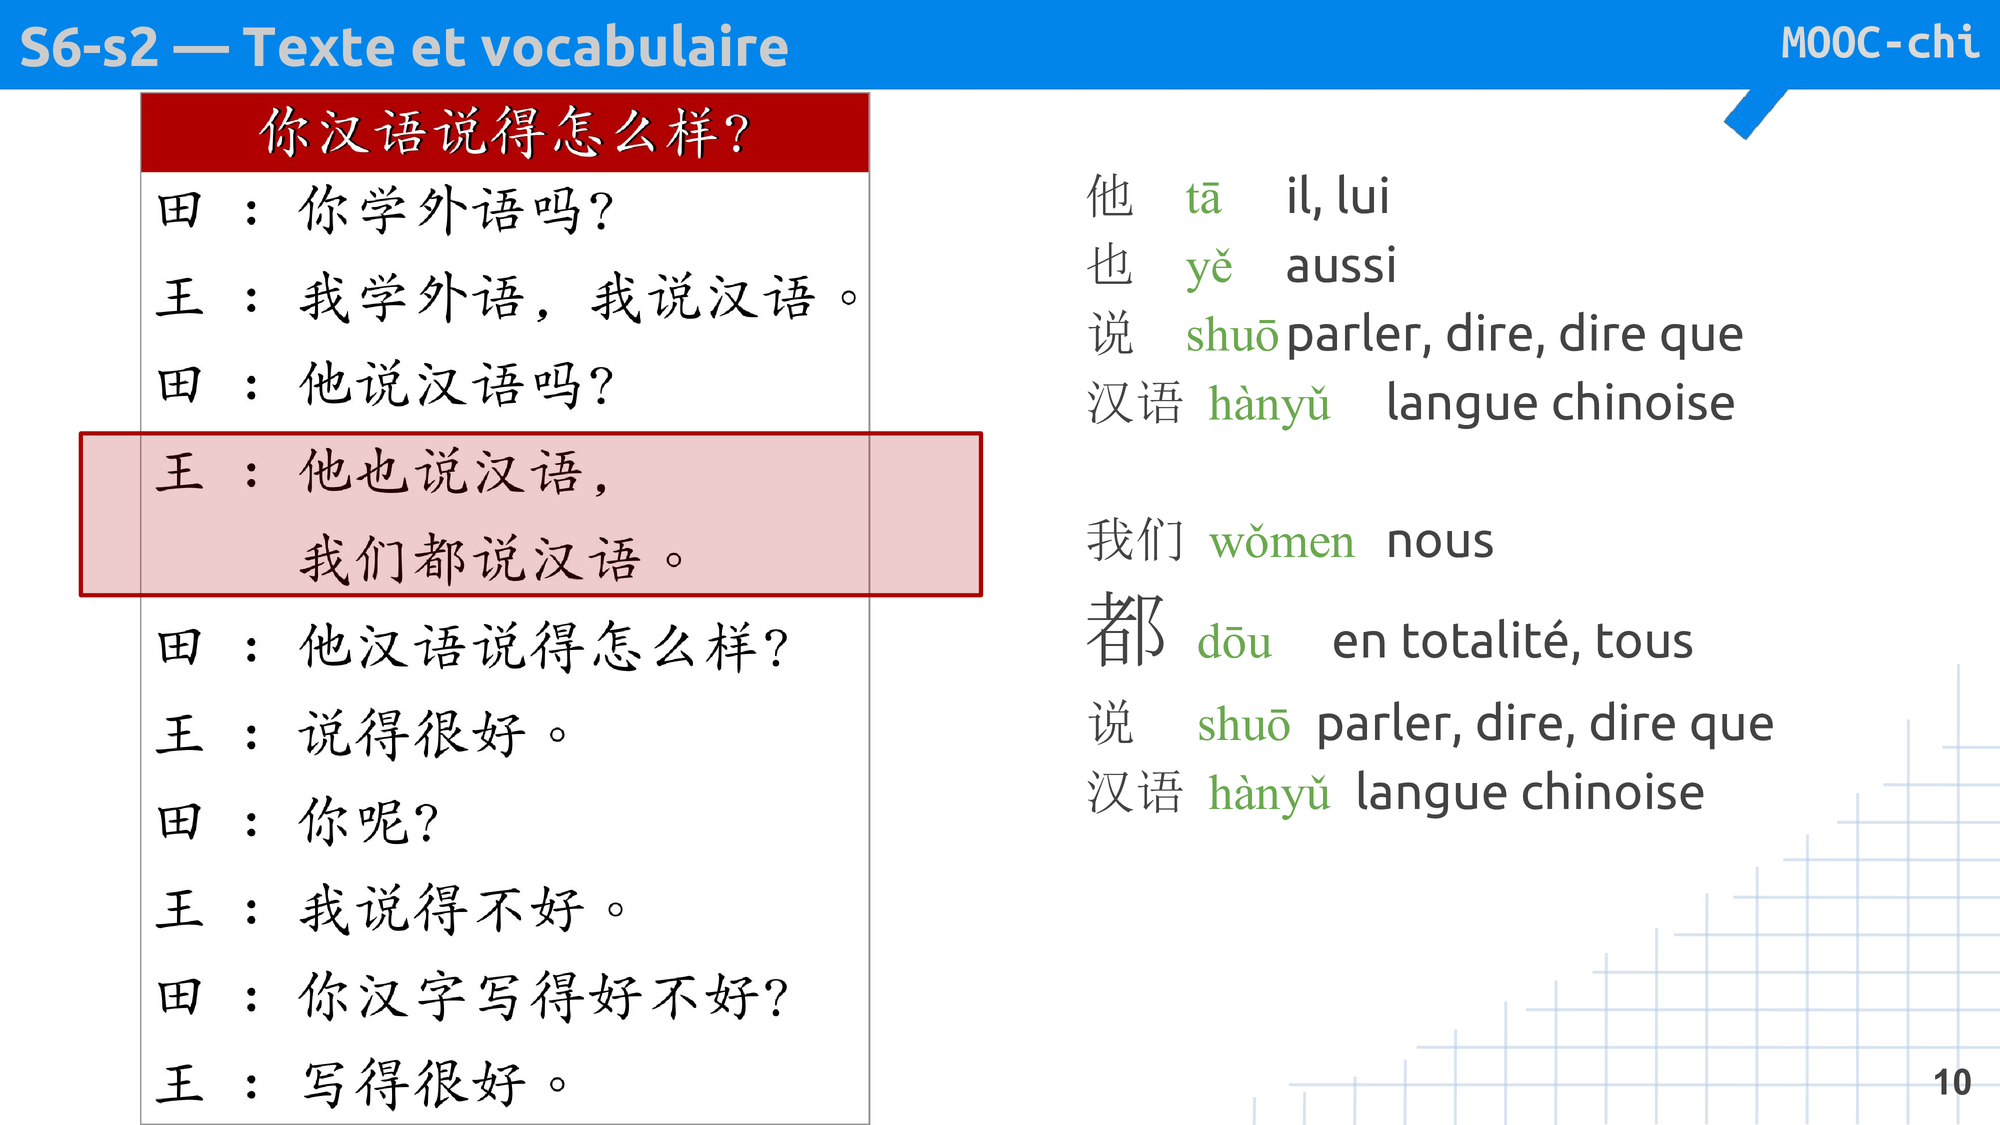 S6-s2 — Texte et vocabulaire
MOOC-chi
你汉语说得怎么样?
田 : 你学外语吗?
王 : 我学外语, 我说汉语。
田 : 他说汉语吗?
王 : 他也说汉语,
我们都说汉语。
田 : 他汉语说得怎么样?
王 : 说得很好。
田 : 你呢?
王 : 我说得不好。
田 : 你汉字写得好不好?
王 : 写得很好。
他 tā il, lui
也 yě aussi
说 shuō parler, dire, dire que
汉语 hànyǔ langue chinoise
我们 wǒmen nous
都 dōu en totalité, tous
说 shuō parler, dire, dire que
汉语 hànyǔ langue chinoise
10